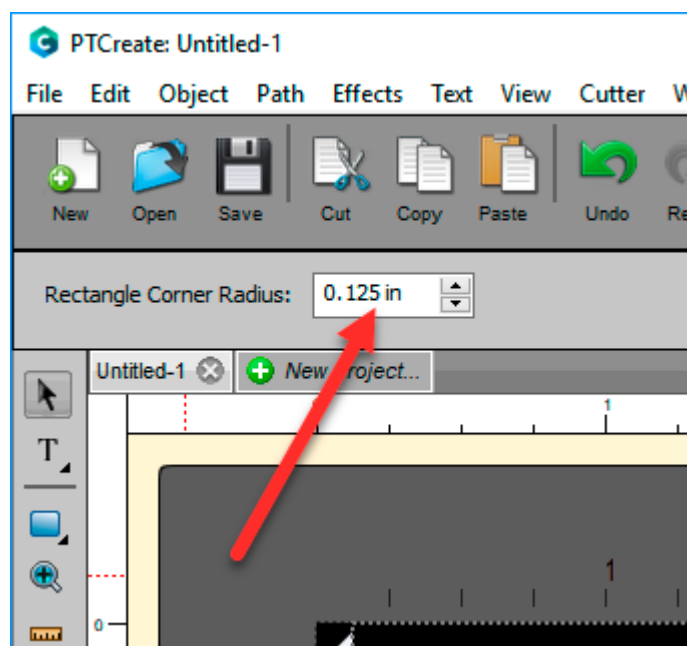 PTCreate: Untitled-1
File Edit Object Path Effects Text View Cutter W
New Open Save Cut Copy Paste Undo Re
Rectangle Corner Radius: 0.125 in
Untitled-1 New Project...
1
T
1
0